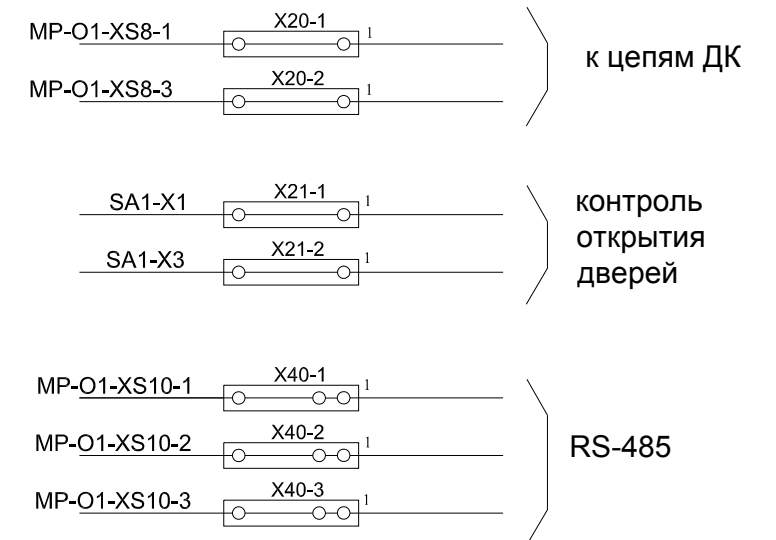 MP-O1-XS8-1 X20-1 1
MP-O1-XS8-3 X20-2 1
к цепям ДК
SA1-X1 X21-1 1
SA1-X3 X21-2 1
контроль
открытия
дверей
MP-O1-XS10-1 X40-1 1
MP-O1-XS10-2 X40-2 1
MP-O1-XS10-3 X40-3 1
RS-485